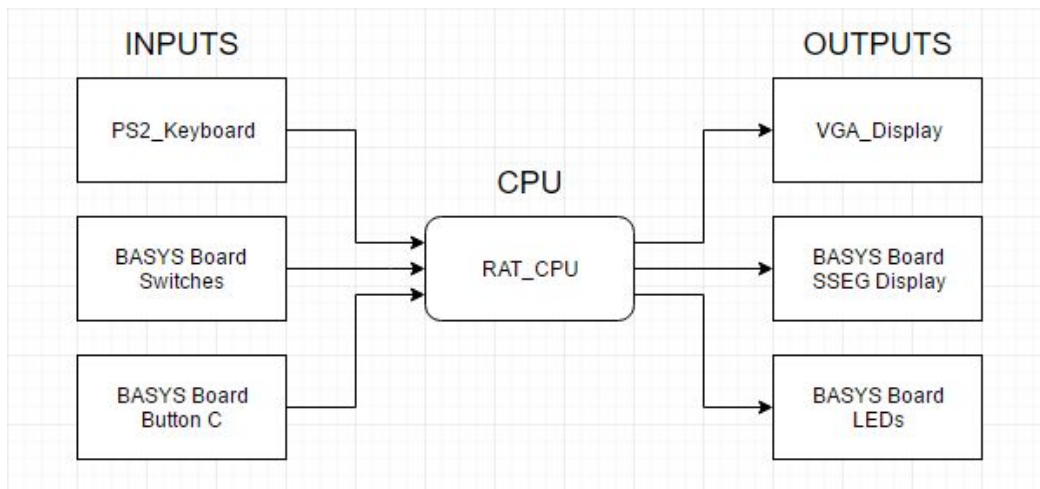 INPUTS
OUTPUTS
PS2_Keyboard
VGA_Display
CPU
BASYS Board
Switches
RAT_CPU
BASYS Board
SSEG Display
BASYS Board
Button C
BASYS Board
LEDs